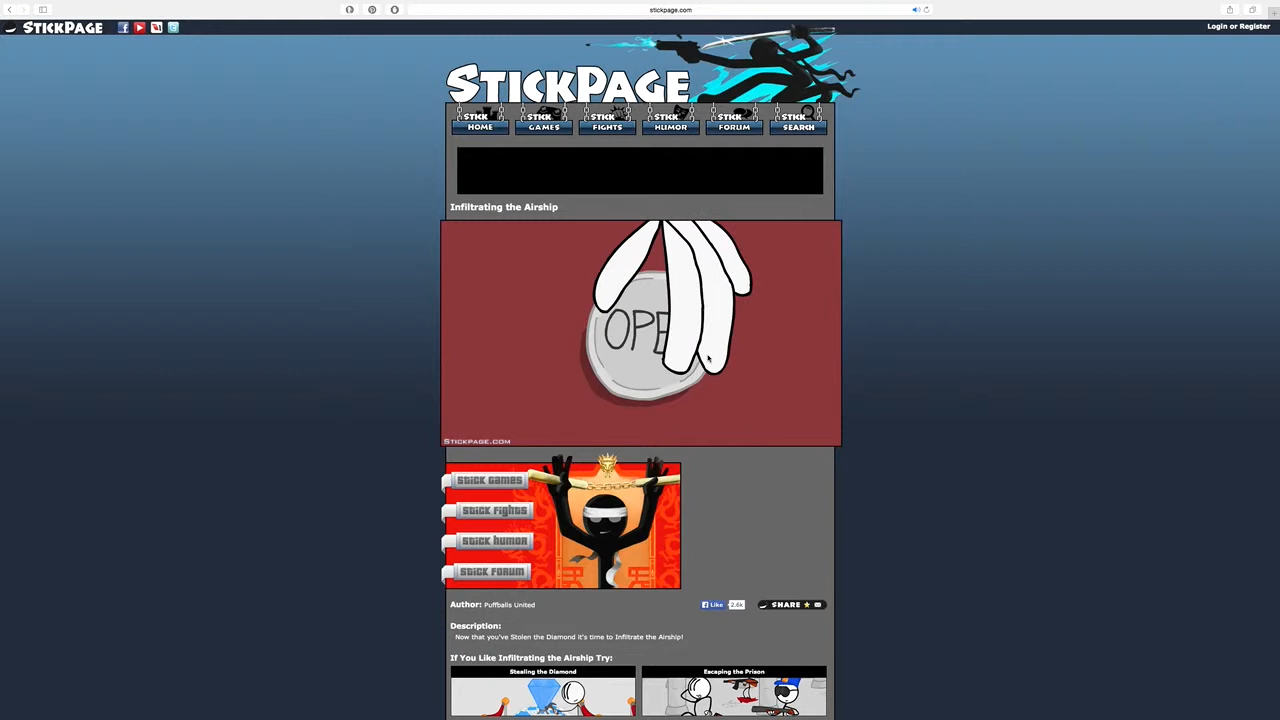 stickpage.com
STICKPAGE
Login or Register
STICKPAGE
STICK HOME
STICK GAMES
STICK FIGHTS
STICK HUMOR
STICK FORUM
STICK SEARCH
Infiltrating the Airship
OPE
STICKPAGE.COM
STICK GAMES
STICK FIGHTS
STICK HUMOR
STICK FORUM
Author: Puffballs United
Like 2.6k
SHARE
Description:
Now that you've Stolen the Diamond it's time to Infiltrate the Airship!
If You Like Infiltrating the Airship Try:
Stealing the Diamond
Escaping the Prison